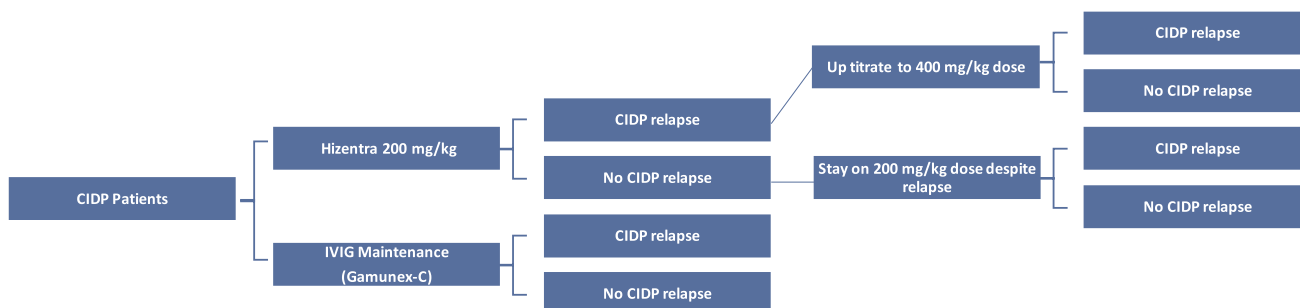 CIDP Patients
Hizentra 200 mg/kg
IVIG Maintenance
(Gamunex-C)
CIDP relapse
No CIDP relapse
CIDP relapse
No CIDP relapse
Up titrate to 400 mg/kg dose
Stay on 200 mg/kg dose despite
relapse
CIDP relapse
No CIDP relapse
CIDP relapse
No CIDP relapse